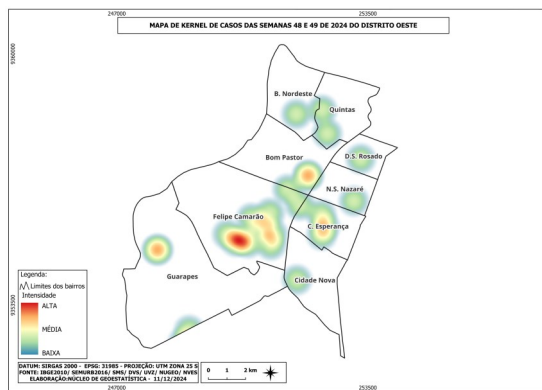 247000
253500
MAPA DE KERNEL DE CASOS DAS SEMANAS 48 E 49 DE 2024 DO DISTRITO OESTE
9360000
B. Nordeste
Quintas
Bom Pastor
D.S. Rosado
N.S. Nazaré
Felipe Camarão
C. Esperança
Guarapes
Cidade Nova
9353500
Legenda:
Limites dos bairros
Intensidade
ALTA
MÉDIA
BAIXA
DATUM: SIRGAS 2000 - EPSG: 31985 - PROJEÇÃO: UTM ZONA 25 S
FONTE: IBGE2010/ SEMURB2016/ SMS/ DVS/ UVZ/ NUGEO/ NVES
ELABORAÇÃO:NÚCLEO DE GEOESTATÍSTICA - 11/12/2024
0 1 2 km
247000
253500